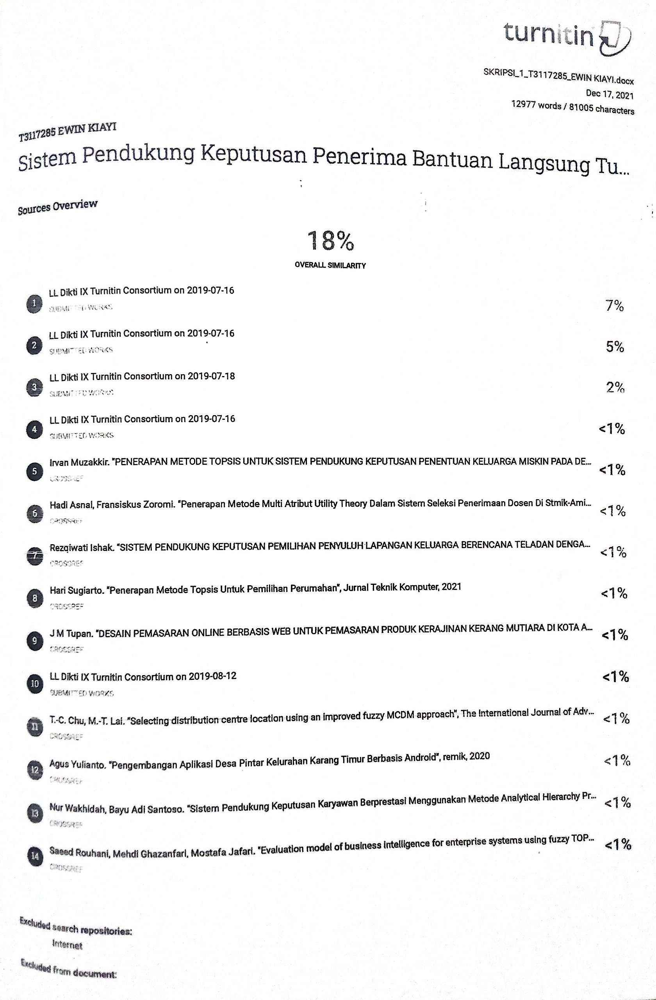 turnitin
SKRIPSI_1_T3117285_EWIN KIAYI.docx
Dec 17, 2021
12977 words / 81005 characters
T3117285 EWIN KIAYI
Sistem Pendukung Keputusan Penerima Bantuan Langsung Tu...
Sources Overview
18%
OVERALL SIMILARITY
1 LL Dikti IX Turnitin Consortium on 2019-07-16 7%
SUBMITTED WORKS
2 LL Dikti IX Turnitin Consortium on 2019-07-16 5%
SUBMITTED WORKS
3 LL Dikti IX Turnitin Consortium on 2019-07-18 2%
SUBMITTED WORKS
4 LL Dikti IX Turnitin Consortium on 2019-07-16 <1%
SUBMITTED WORKS
5 Irvan Muzakkir. "PENERAPAN METODE TOPSIS UNTUK SISTEM PENDUKUNG KEPUTUSAN PENENTUAN KELUARGA MISKIN PADA DE... <1%
CROSSREF
6 Hadi Asnal, Fransiskus Zoromi. "Penerapan Metode Multi Atribut Utility Theory Dalam Sistem Seleksi Penerimaan Dosen Di Stmik-Ami... <1%
CROSSREF
7 Rezqiwati Ishak. "SISTEM PENDUKUNG KEPUTUSAN PEMILIHAN PENYULUH LAPANGAN KELUARGA BERENCANA TELADAN DENGA... <1%
CROSSREF
8 Hari Sugiarto. "Penerapan Metode Topsis Untuk Pemilihan Perumahan", Jurnal Teknik Komputer, 2021 <1%
CROSSREF
9 J M Tupan. "DESAIN PEMASARAN ONLINE BERBASIS WEB UNTUK PEMASARAN PRODUK KERAJINAN KERANG MUTIARA DI KOTA A... <1%
CROSSREF
10 LL Dikti IX Turnitin Consortium on 2019-08-12 <1%
SUBMITTED WORKS
11 T.-C. Chu, M.-T. Lai. "Selecting distribution centre location using an improved fuzzy MCDM approach", The International Journal of Adv... <1%
CROSSREF
12 Agus Yulianto. "Pengembangan Aplikasi Desa Pintar Kelurahan Karang Timur Berbasis Android", remik, 2020 <1%
CROSSREF
13 Nur Wakhidah, Bayu Adi Santoso. "Sistem Pendukung Keputusan Karyawan Berprestasi Menggunakan Metode Analytical Hierarchy Pr... <1%
CROSSREF
14 Saeed Rouhani, Mehdi Ghazanfari, Mostafa Jafari. "Evaluation model of business intelligence for enterprise systems using fuzzy TOP... <1%
CROSSREF
Excluded search repositories:
Internet
Excluded from document: